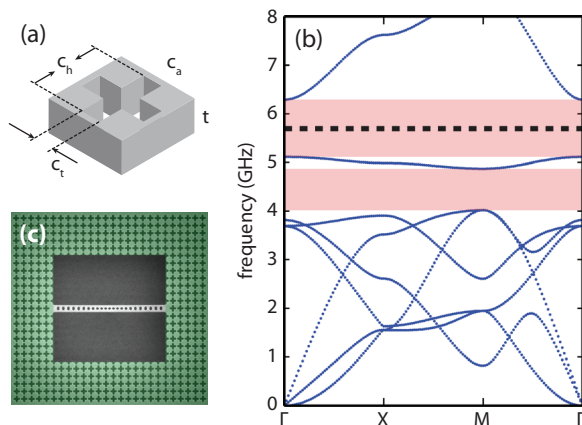 (a)
c_h
c_a
t
c_t
(c)
(b)
frequency (GHz)
8
7
6
5
4
3
2
1
0
Γ X M Γ